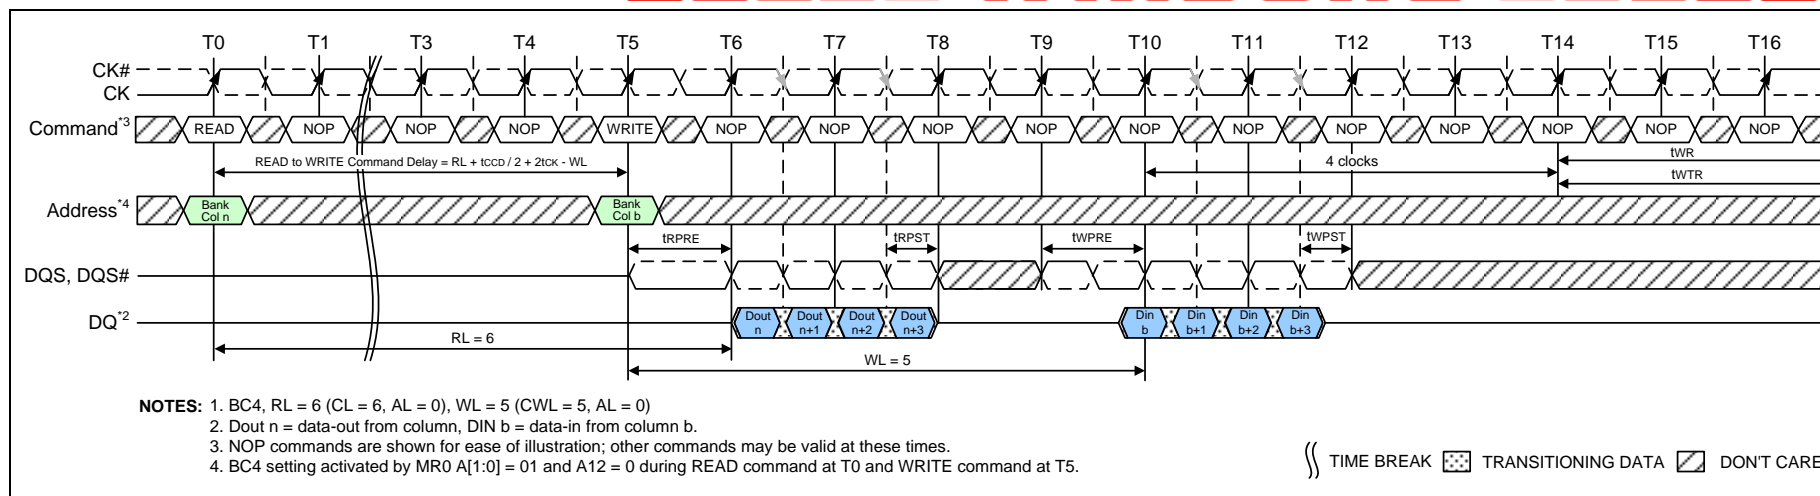 T0 T1 T3 T4 T5 T6 T7 T8 T9 T10 T11 T12 T13 T14 T15 T16
CK#
CK
Command*3 READ NOP NOP NOP WRITE NOP NOP NOP NOP NOP NOP NOP NOP NOP NOP NOP
READ to WRITE Command Delay = RL + tCCD / 2 + 2tCK - WL
4 clocks
tWR
tWTR
Address*4
Bank Col n
Bank Col b
tRPRE tRPST tWPRE tWPST
DQS, DQS#
DQ*2
Dout n
Dout n+1
Dout n+2
Dout n+3
Din b
Din b+1
Din b+2
Din b+3
RL = 6
WL = 5
NOTES: 1. BC4, RL = 6 (CL = 6, AL = 0), WL = 5 (CWL = 5, AL = 0)
2. Dout n = data-out from column, DIN b = data-in from column b.
3. NOP commands are shown for ease of illustration; other commands may be valid at these times.
4. BC4 setting activated by MR0 A[1:0] = 01 and A12 = 0 during READ command at T0 and WRITE command at T5.
TIME BREAK TRANSITIONING DATA DON'T CARE